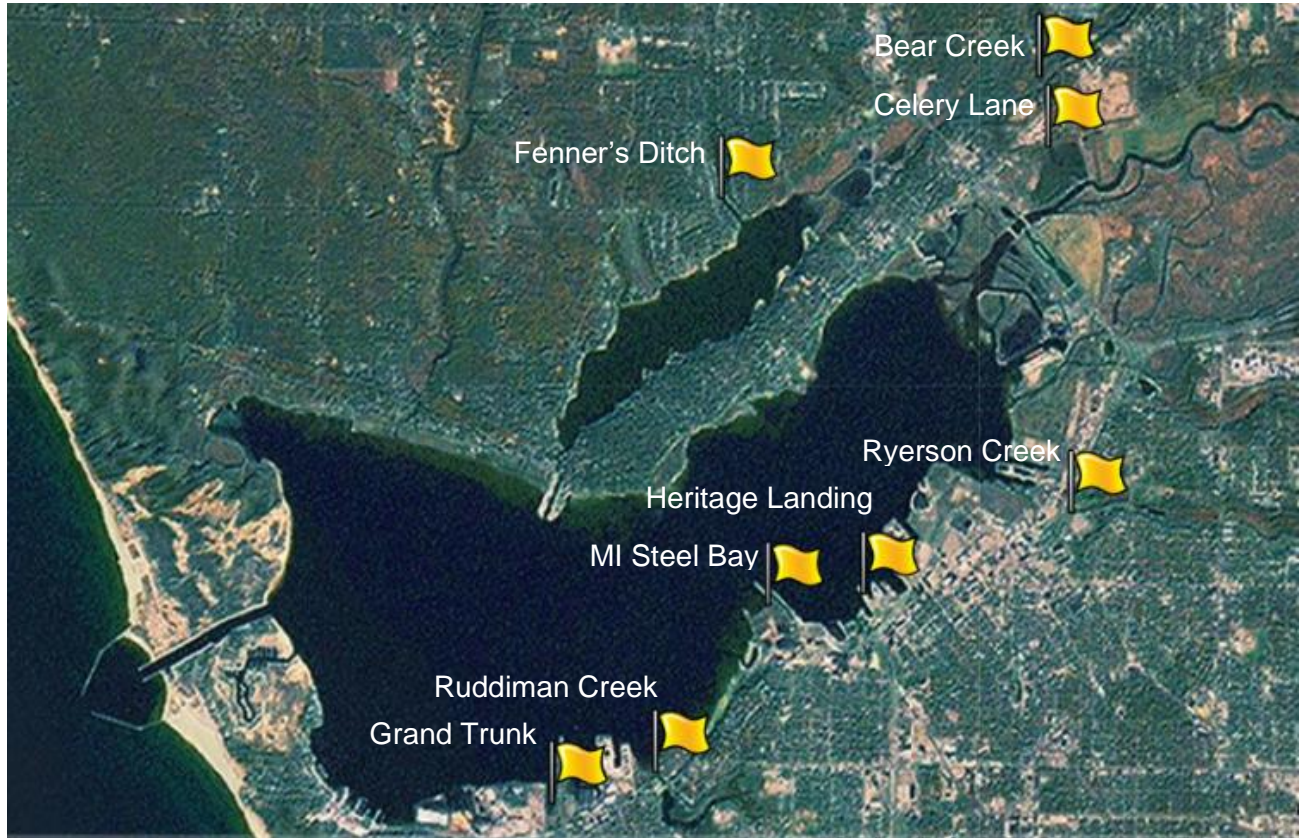 Bear Creek
Celery Lane
Fenner's Ditch
Ryerson Creek
Heritage Landing
MI Steel Bay
Ruddiman Creek
Grand Trunk